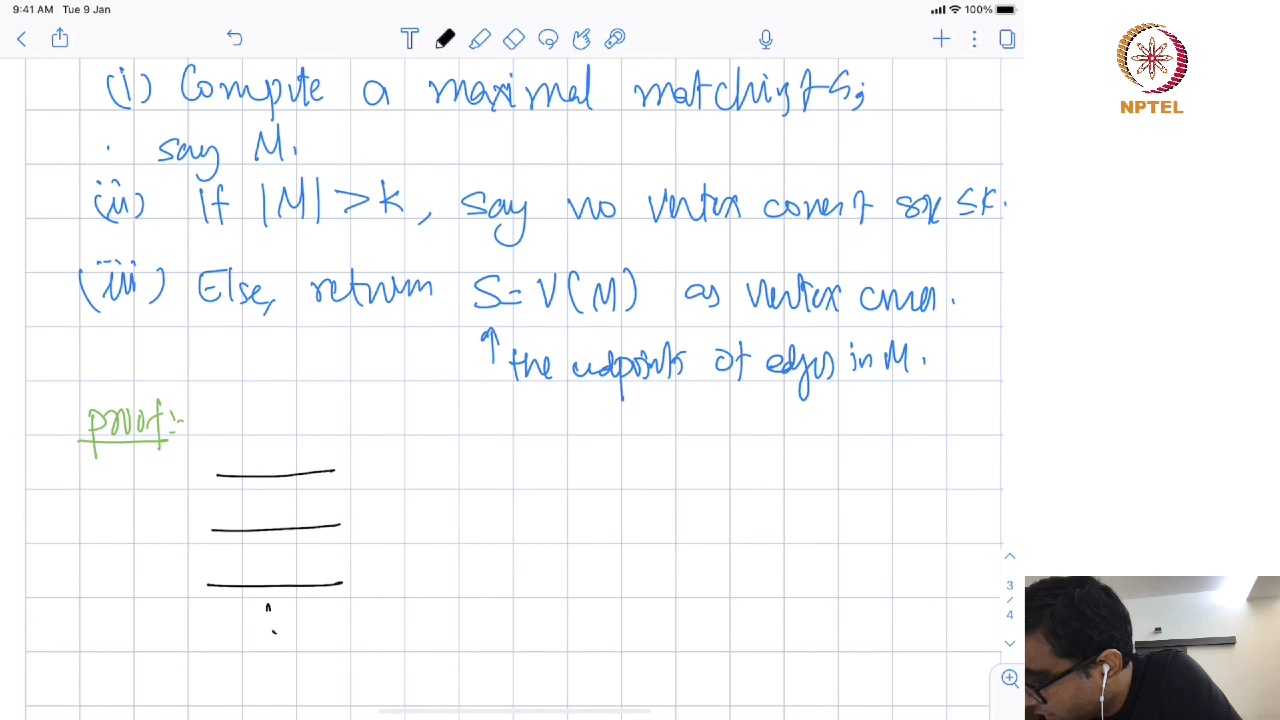 9:41 AM Tue 9 Jan
100%
NPTEL
(i) Compute a maximal matching of G;
say M.
(ii) If |M| > k, say no vertex cover of size ≤ k.
(iii) Else, return S = V(M) as vertex cover.
↑ the endpoints of edges in M.
proof:-
3
/
4